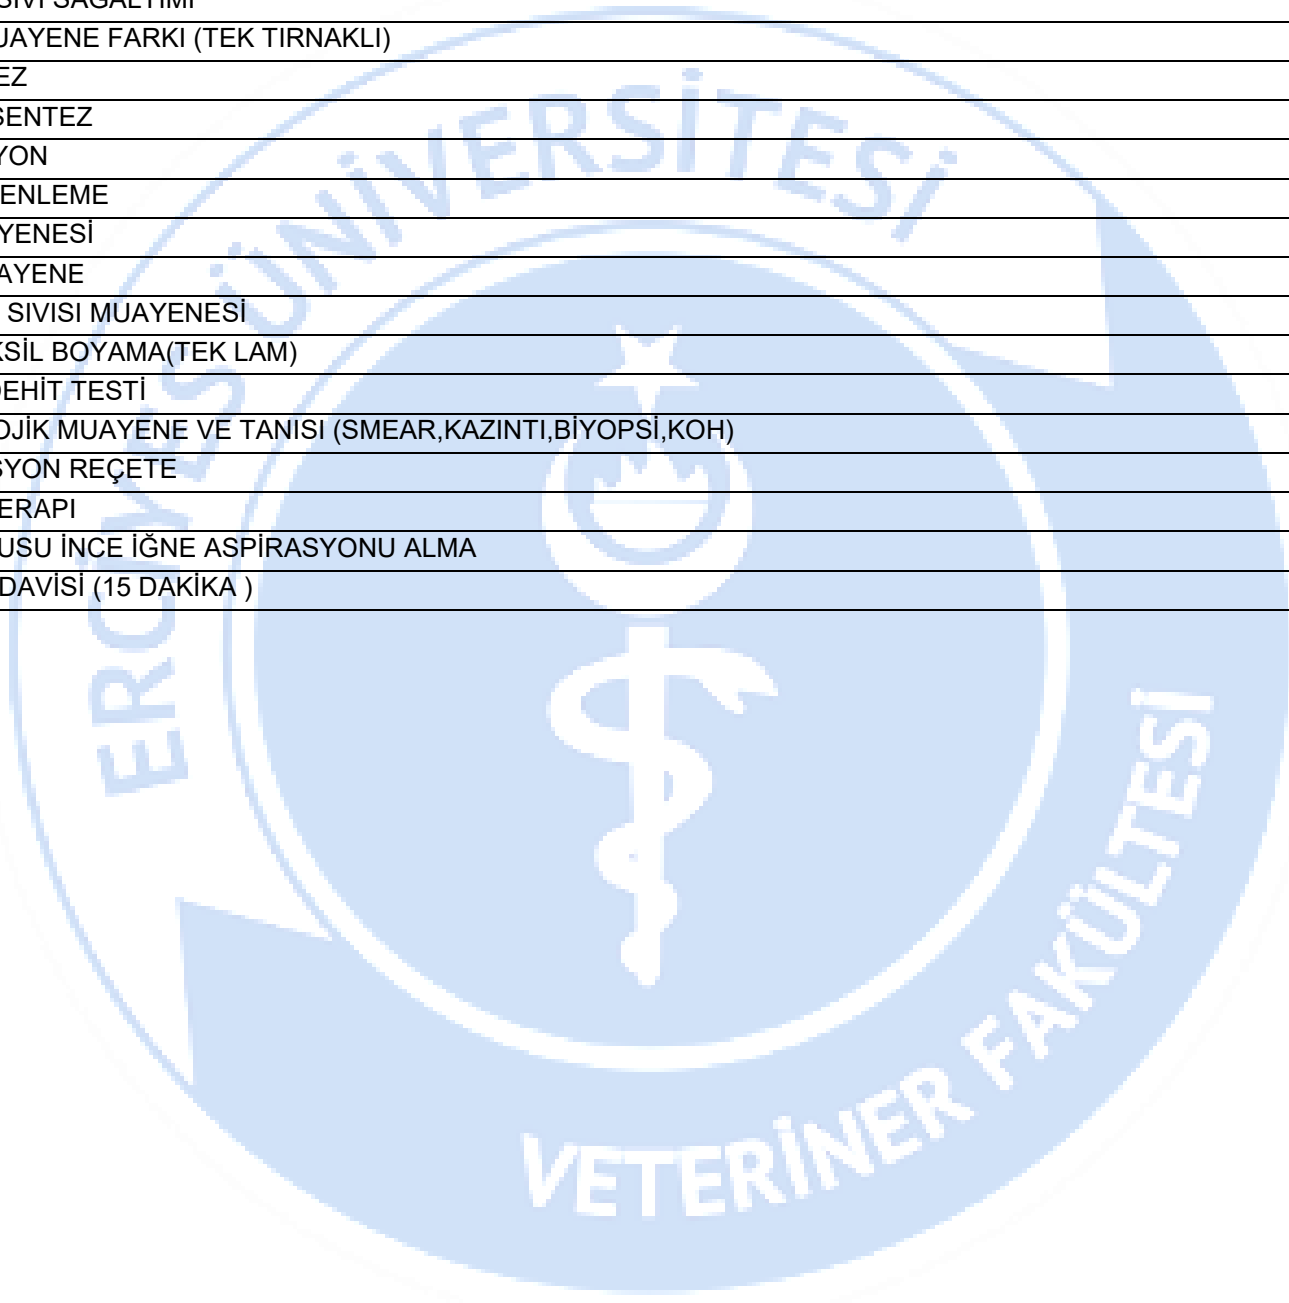 SIVI SAĞALTIMI
UAYENE FARKI (TEK TIRNAKLI)
EZ
SENTEZ
YON
ENLEME
YENESİ
AYENE
SIVISI MUAYENESİ
KSİL BOYAMA(TEK LAM)
DEHİT TESTİ
OJİK MUAYENE VE TANISI (SMEAR,KAZINTI,BİYOPSİ,KOH)
SYON REÇETE
ERAPI
USU İNCE İĞNE ASPİRASYONU ALMA
DAVİSİ (15 DAKİKA )
ERCİYES ÜNİVERSİTESİ
VETERİNER FAKÜLTESİ